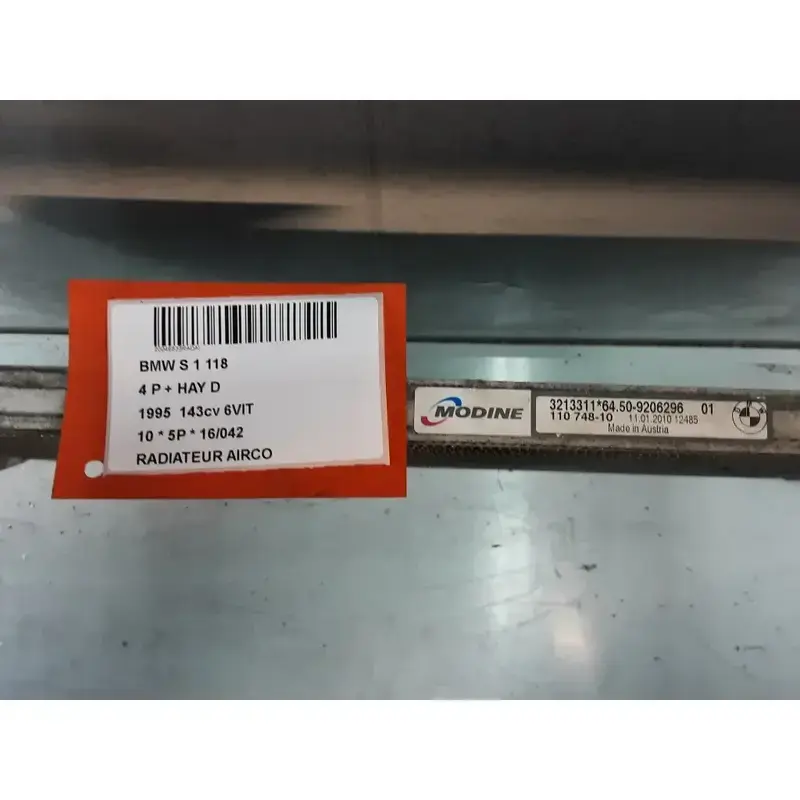 BMW S 1 118
4 P + HAY D
1995 143cv 6VIT
10 * 5P * 16/042
RADIATEUR AIRCO
MODINE
3213311*64.50-9206296 01
110 748-10 11.01.2010 12485
Made in Austria